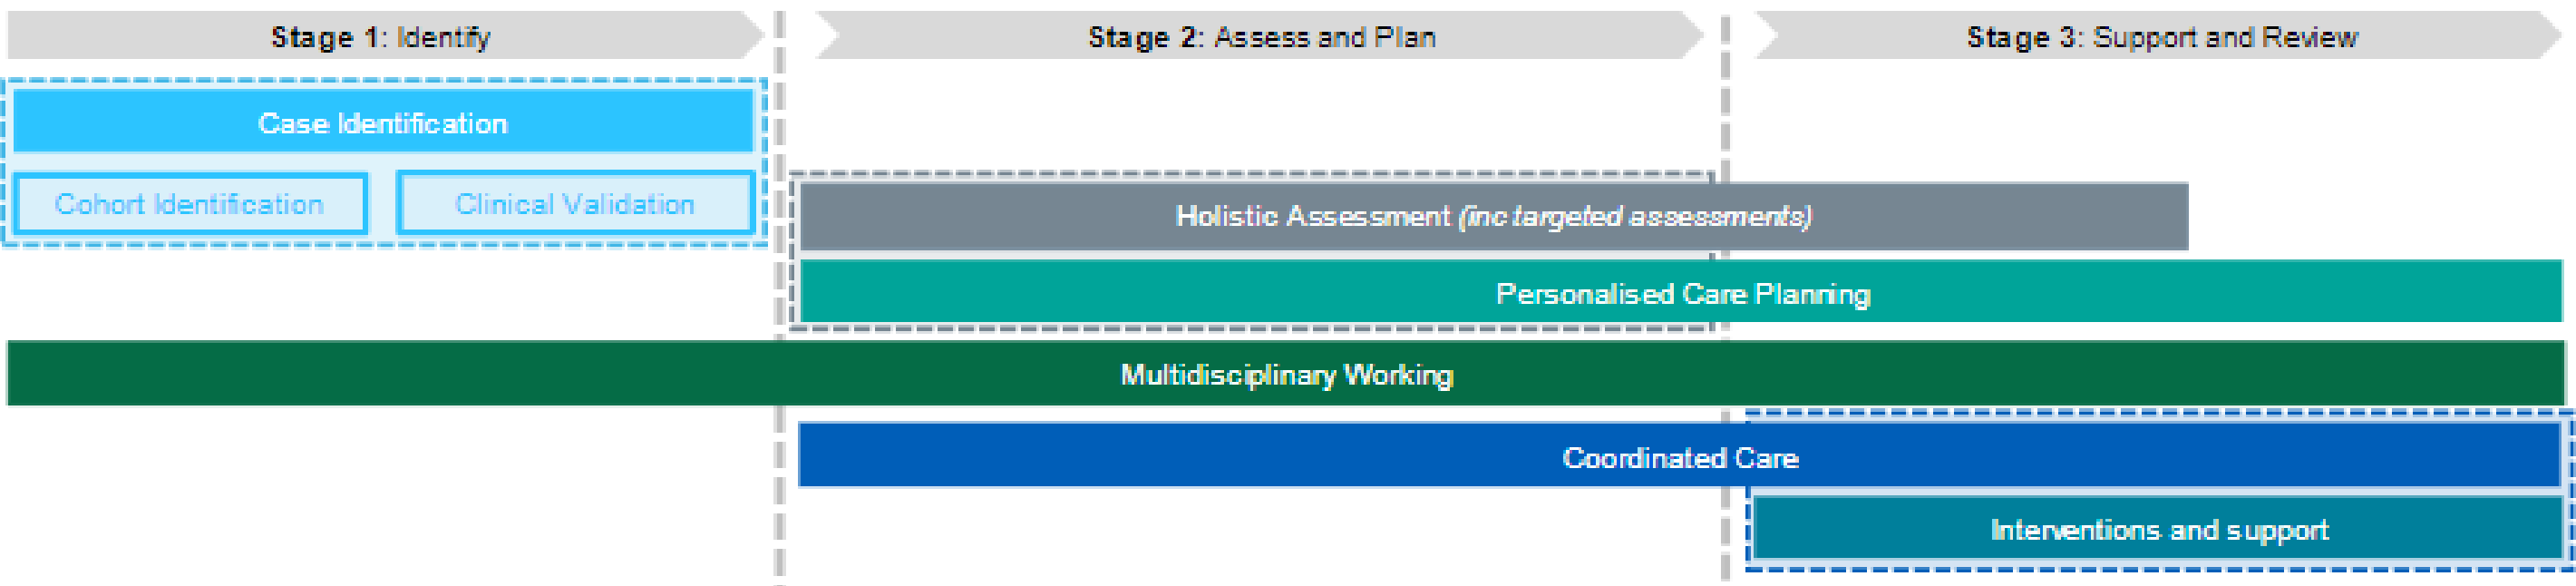 Stage 1: Identify
Stage 2: Assess and Plan
Stage 3: Support and Review
Case Identification
Cohort Identification
Clinical Validation
Holistic Assessment (inc targeted assessments)
Personalised Care Planning
Multidisciplinary Working
Coordinated Care
Interventions and support